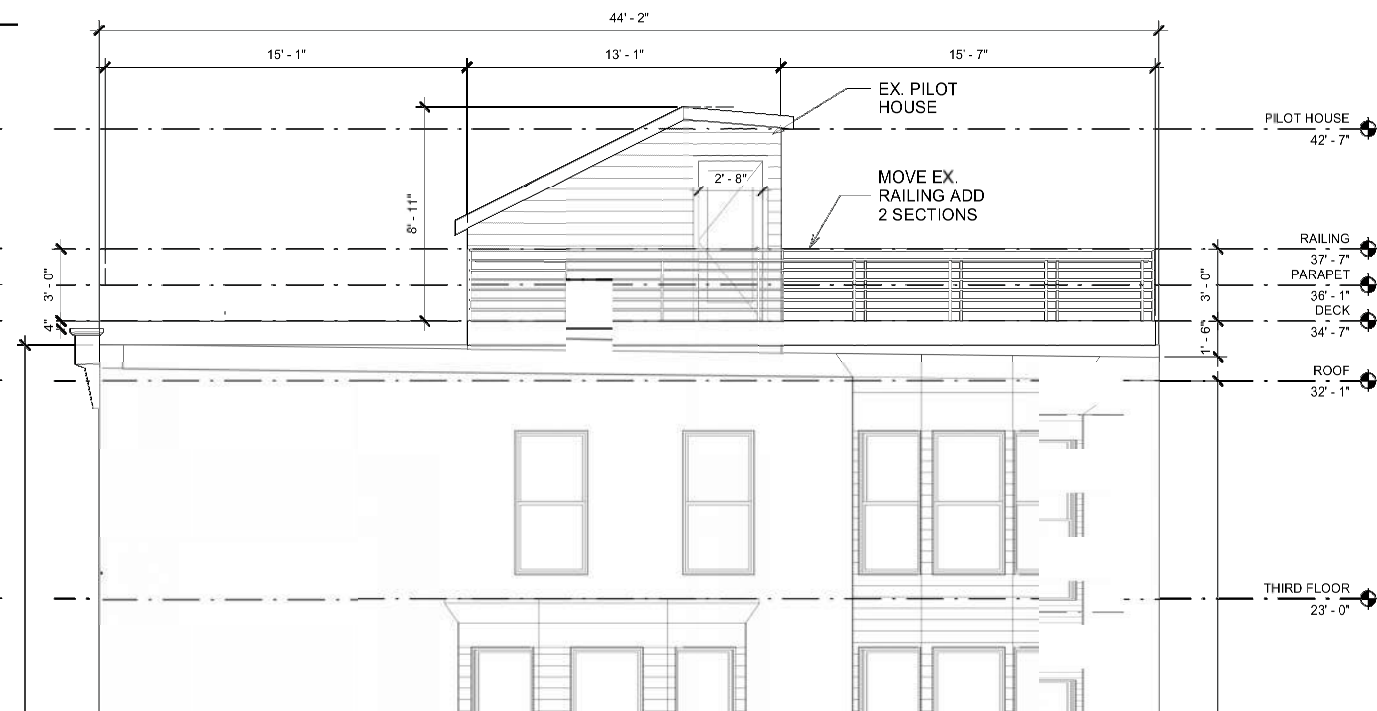 44' - 2"
15' - 1"
13' - 1"
15' - 7"
EX. PILOT
HOUSE
PILOT HOUSE
42' - 7"
MOVE EX.
RAILING ADD
2 SECTIONS
2' - 8"
8' - 11"
RAILING
37' - 7"
PARAPET
36' - 1"
DECK
34' - 7"
3' - 0"
4"
3' - 0"
1' - 6"
ROOF
32' - 1"
THIRD FLOOR
23' - 0"